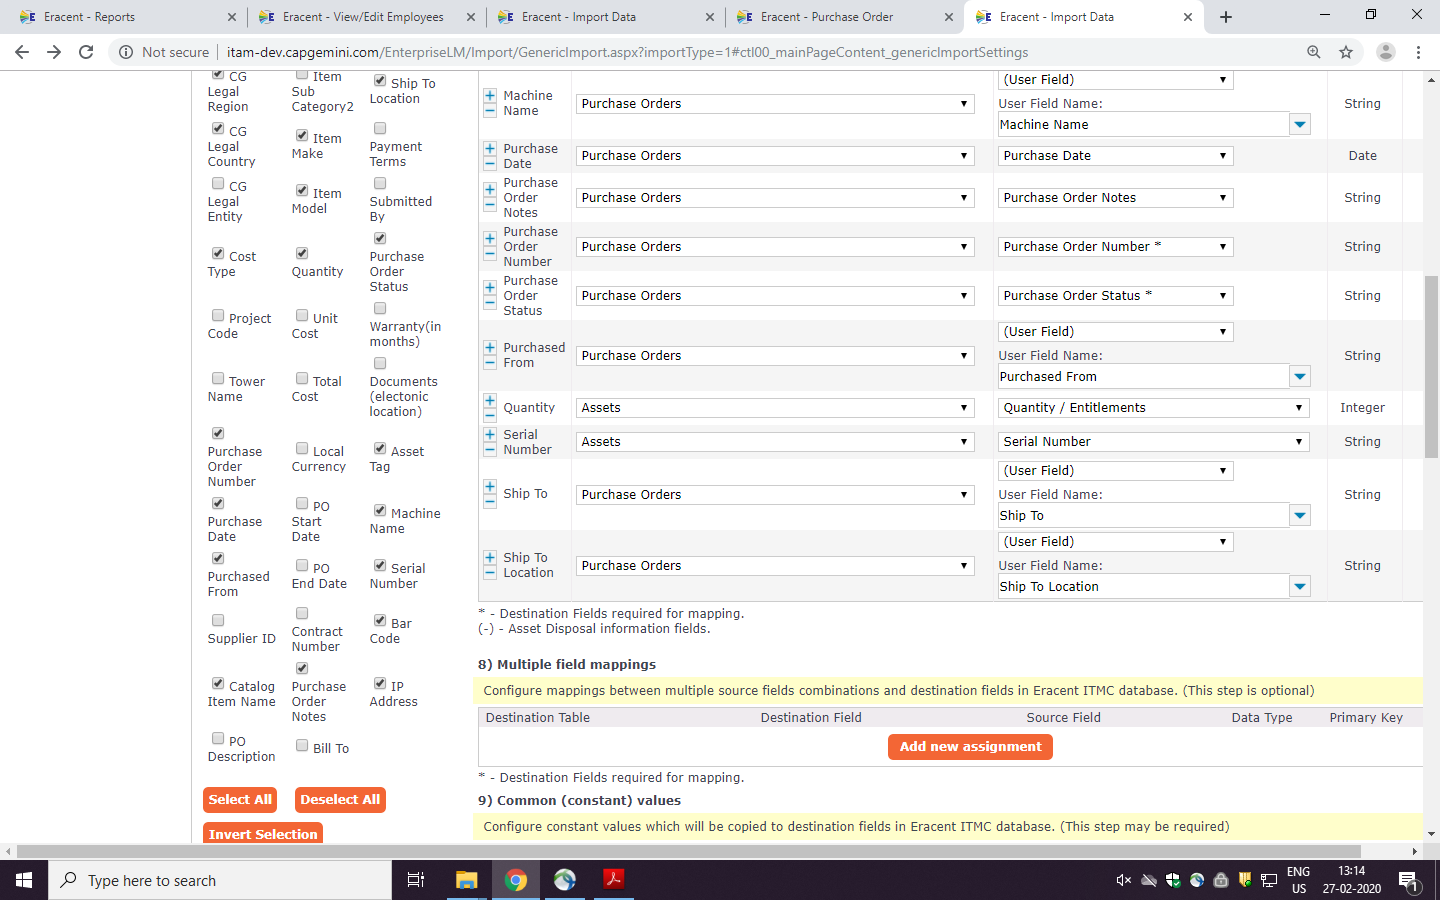 Eracent - Reports
Eracent - View/Edit Employees
Eracent - Import Data
Eracent - Purchase Order
Eracent - Import Data
Not secure
itam-dev.capgemini.com/EnterpriseLM/Import/GenericImport.aspx?importType=1#ctl00_mainPageContent_genericImportSettings
CG Legal Region
Item Sub Category2
Ship To Location
CG Legal Country
Item Make
Payment Terms
CG Legal Entity
Item Model
Submitted By
Cost Type
Quantity
Purchase Order Status
Project Code
Unit Cost
Warranty(in months)
Tower Name
Total Cost
Documents (electonic location)
Purchase Order Number
Local Currency
Asset Tag
Purchase Date
PO Start Date
Machine Name
Purchased From
PO End Date
Serial Number
Supplier ID
Contract Number
Bar Code
Catalog Item Name
Purchase Order Notes
IP Address
PO Description
Bill To
Select All
Deselect All
Invert Selection
Machine Name
Purchase Orders
(User Field)
User Field Name:
Machine Name
String
Purchase Date
Purchase Orders
Purchase Date
Date
Purchase Order Notes
Purchase Orders
Purchase Order Notes
String
Purchase Order Number
Purchase Orders
Purchase Order Number *
String
Purchase Order Status
Purchase Orders
Purchase Order Status *
String
Purchased From
Purchase Orders
(User Field)
User Field Name:
Purchased From
String
Quantity
Assets
Quantity / Entitlements
Integer
Serial Number
Assets
Serial Number
String
Ship To
Purchase Orders
(User Field)
User Field Name:
Ship To
String
Ship To Location
Purchase Orders
(User Field)
User Field Name:
Ship To Location
String
* - Destination Fields required for mapping.
(-) - Asset Disposal information fields.
8) Multiple field mappings
Configure mappings between multiple source fields combinations and destination fields in Eracent ITMC database. (This step is optional)
Destination Table
Destination Field
Source Field
Data Type
Primary Key
Add new assignment
* - Destination Fields required for mapping.
9) Common (constant) values
Configure constant values which will be copied to destination fields in Eracent ITMC database. (This step may be required)
Type here to search
ENG
US
13:14
27-02-2020
1